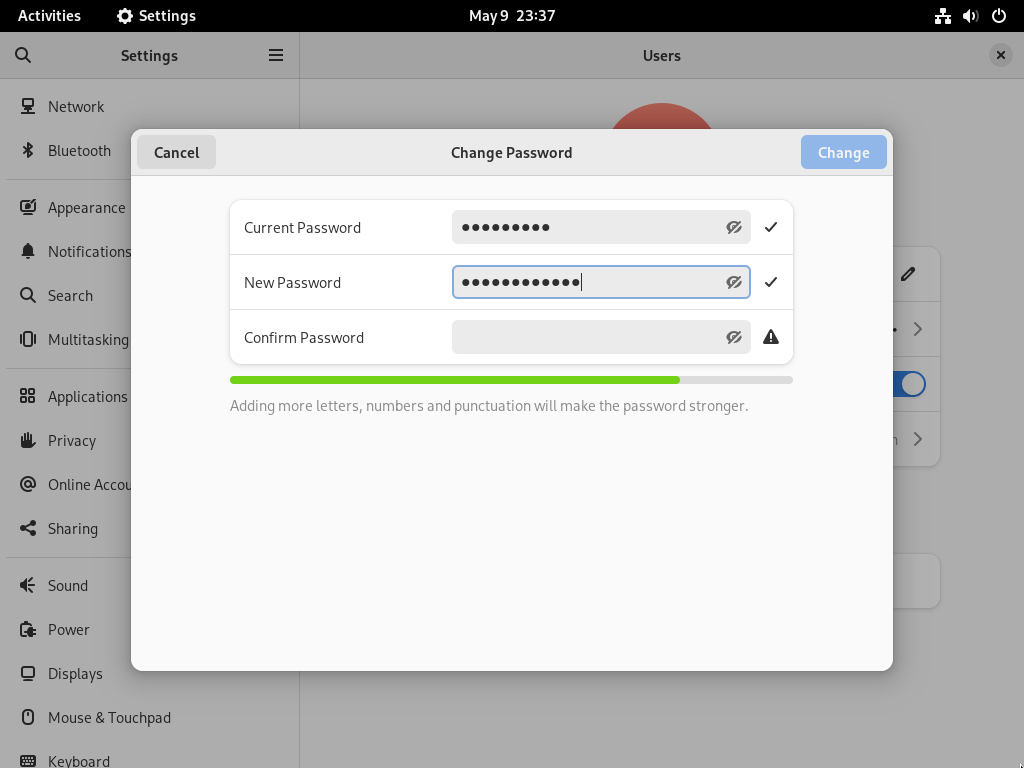 Activities Settings May 9 23:37
Settings Users
Network
Bluetooth
Appearance
Notifications
Search
Multitasking
Applications
Privacy
Online Accou
Sharing
Sound
Power
Displays
Mouse & Touchpad
Keyboard
Cancel Change Password Change
Current Password ●●●●●●●●●
New Password ●●●●●●●●●●●●
Confirm Password
Adding more letters, numbers and punctuation will make the password stronger.